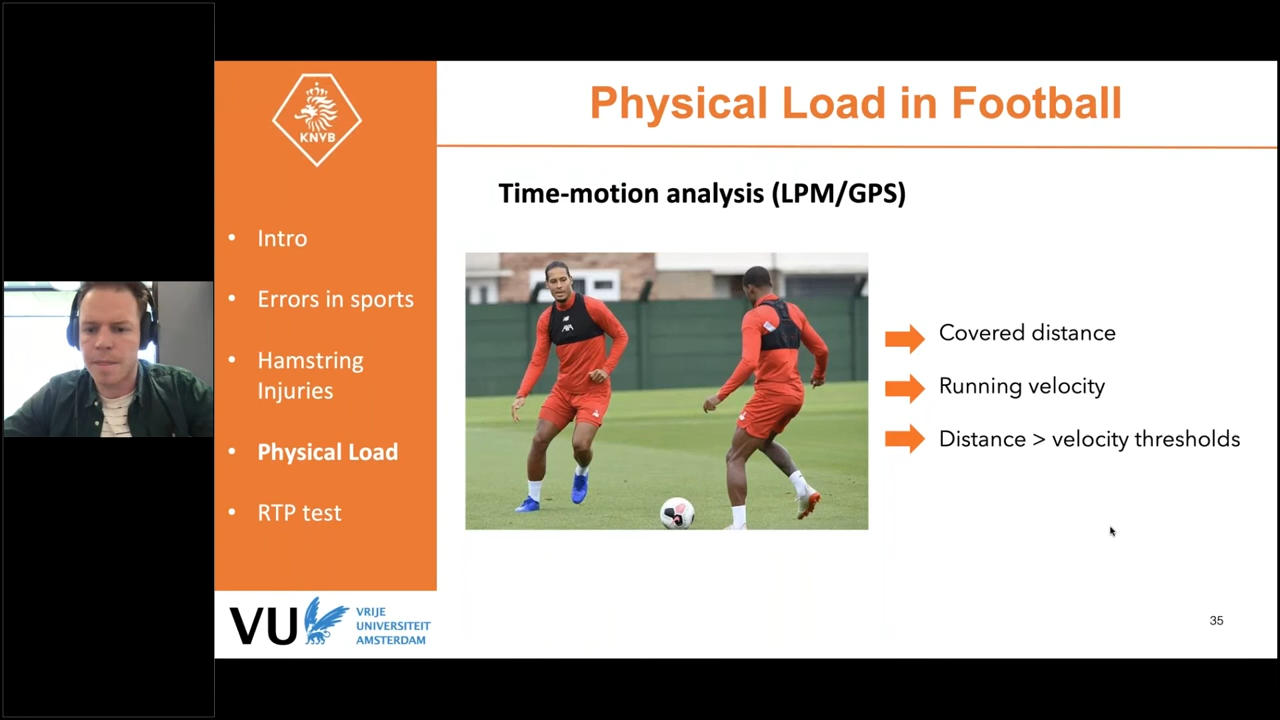 KNVB
Physical Load in Football
Time-motion analysis (LPM/GPS)
• Intro
• Errors in sports
• Hamstring
Injuries
• Physical Load
• RTP test
AXA
Covered distance
Running velocity
Distance > velocity thresholds
VU
VRIJE
UNIVERSITEIT
AMSTERDAM
35